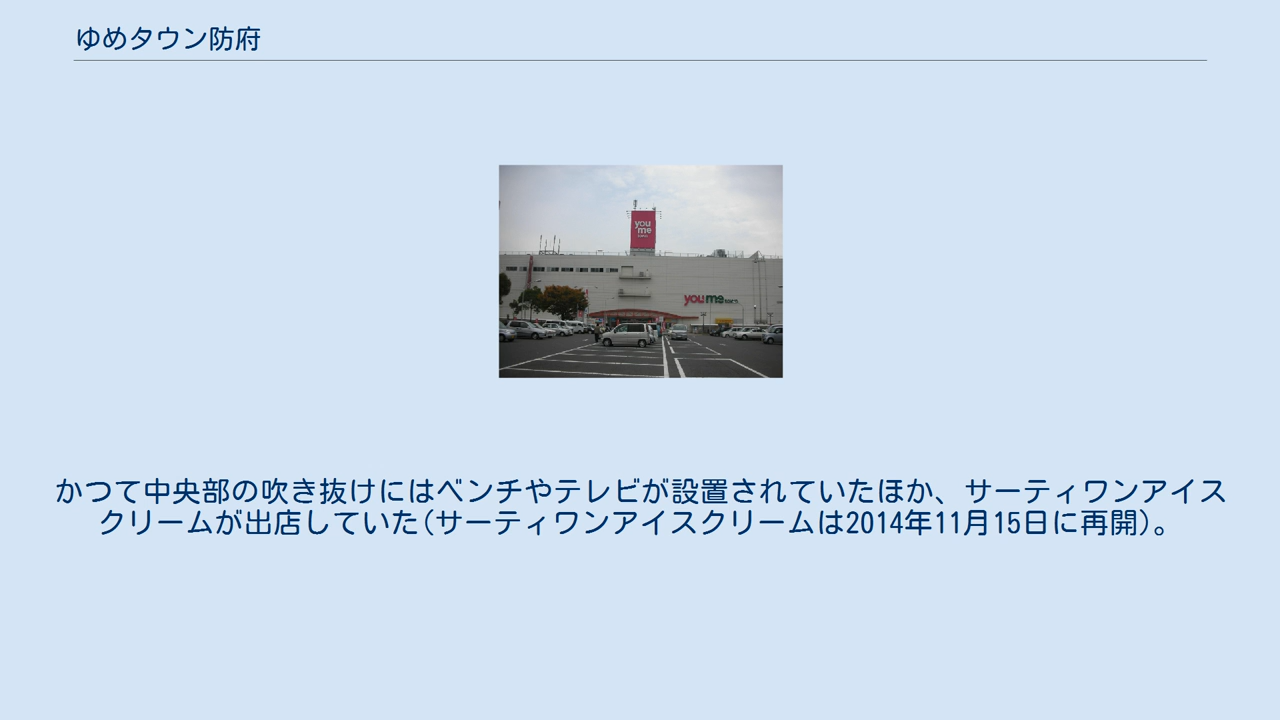 ゆめタウン防府
you
me
youme
かつて中央部の吹き抜けにはベンチやテレビが設置されていたほか、サーティワンアイス
クリームが出店していた(サーティワンアイスクリームは2014年11月15日に再開)。